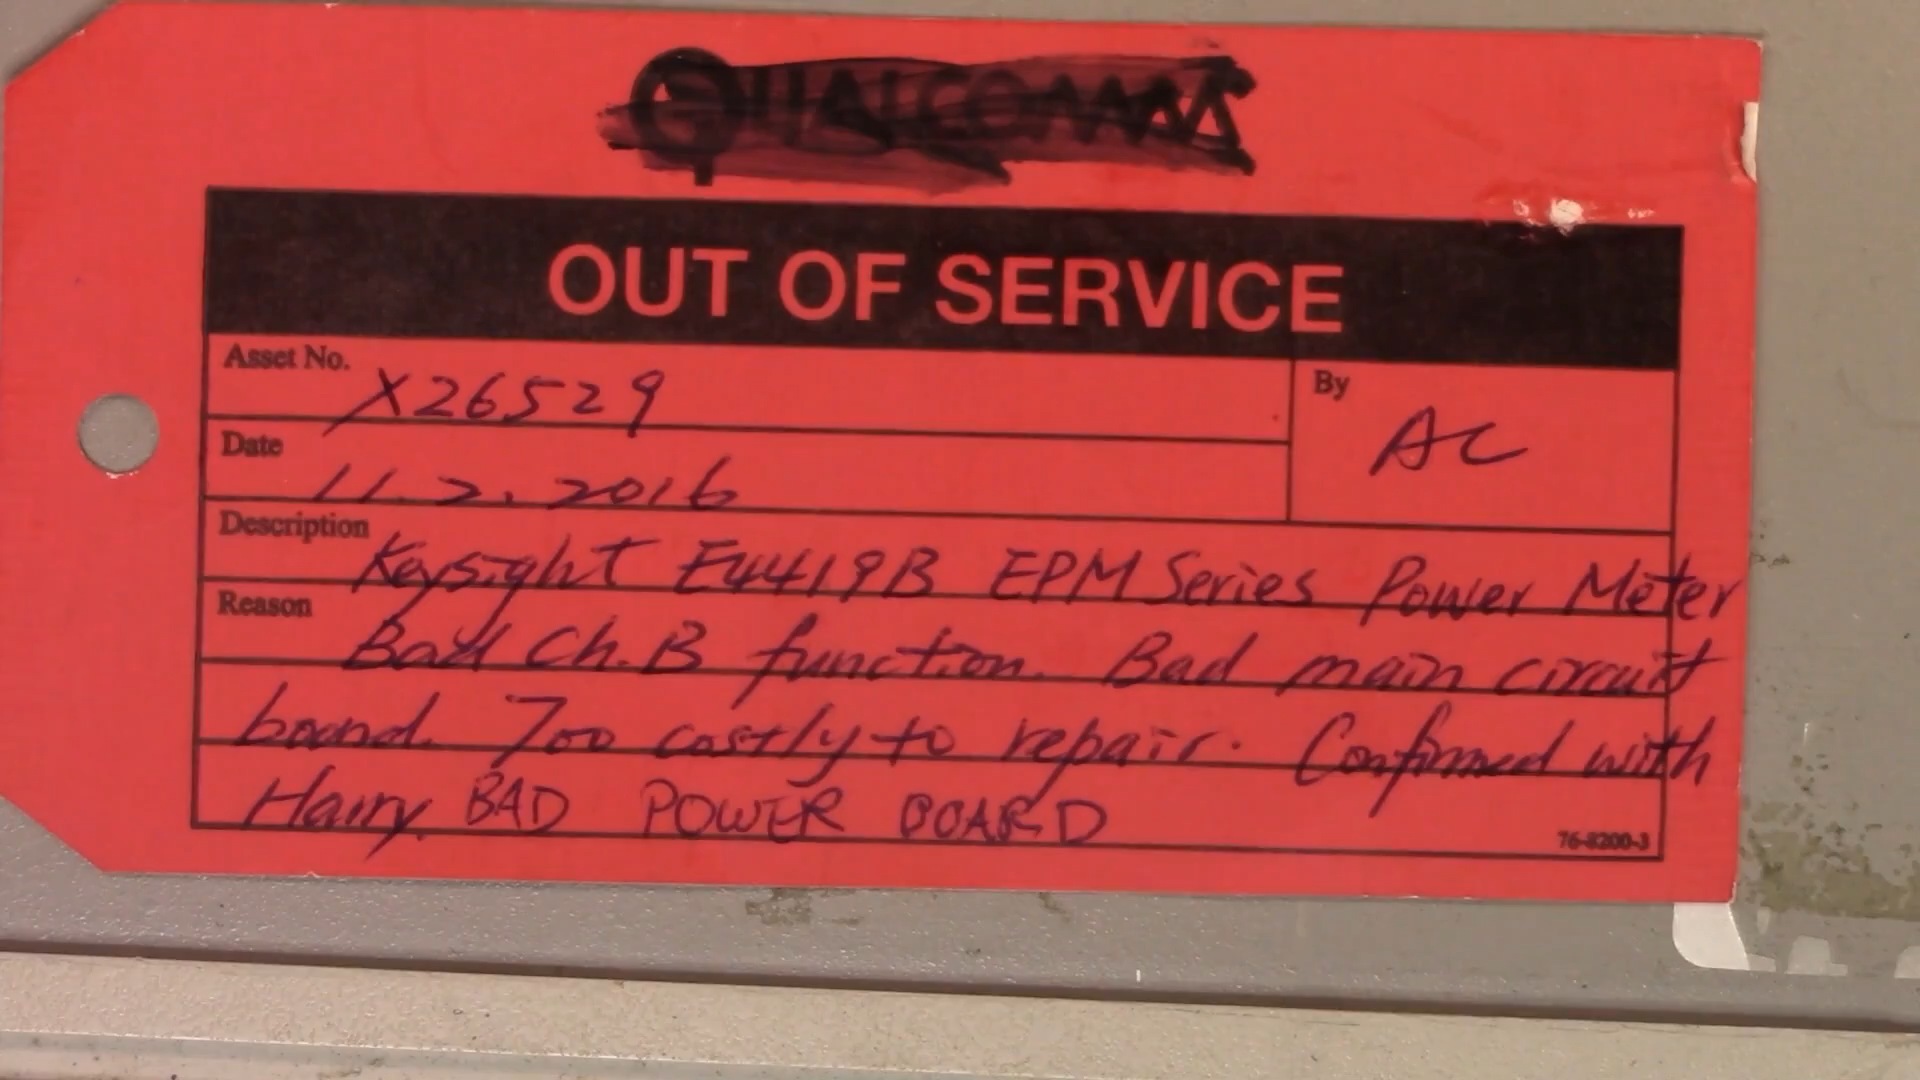 QUALCOMM
OUT OF SERVICE
Asset No. X26529
By AC
Date 11.2.2016
Description Keysight E4419B EPM Series Power Meter
Reason Bad Ch.B function. Bad main circuit
board. Too costly to repair. Confirmed with
Harry. BAD POWER BOARD
76-8200-3